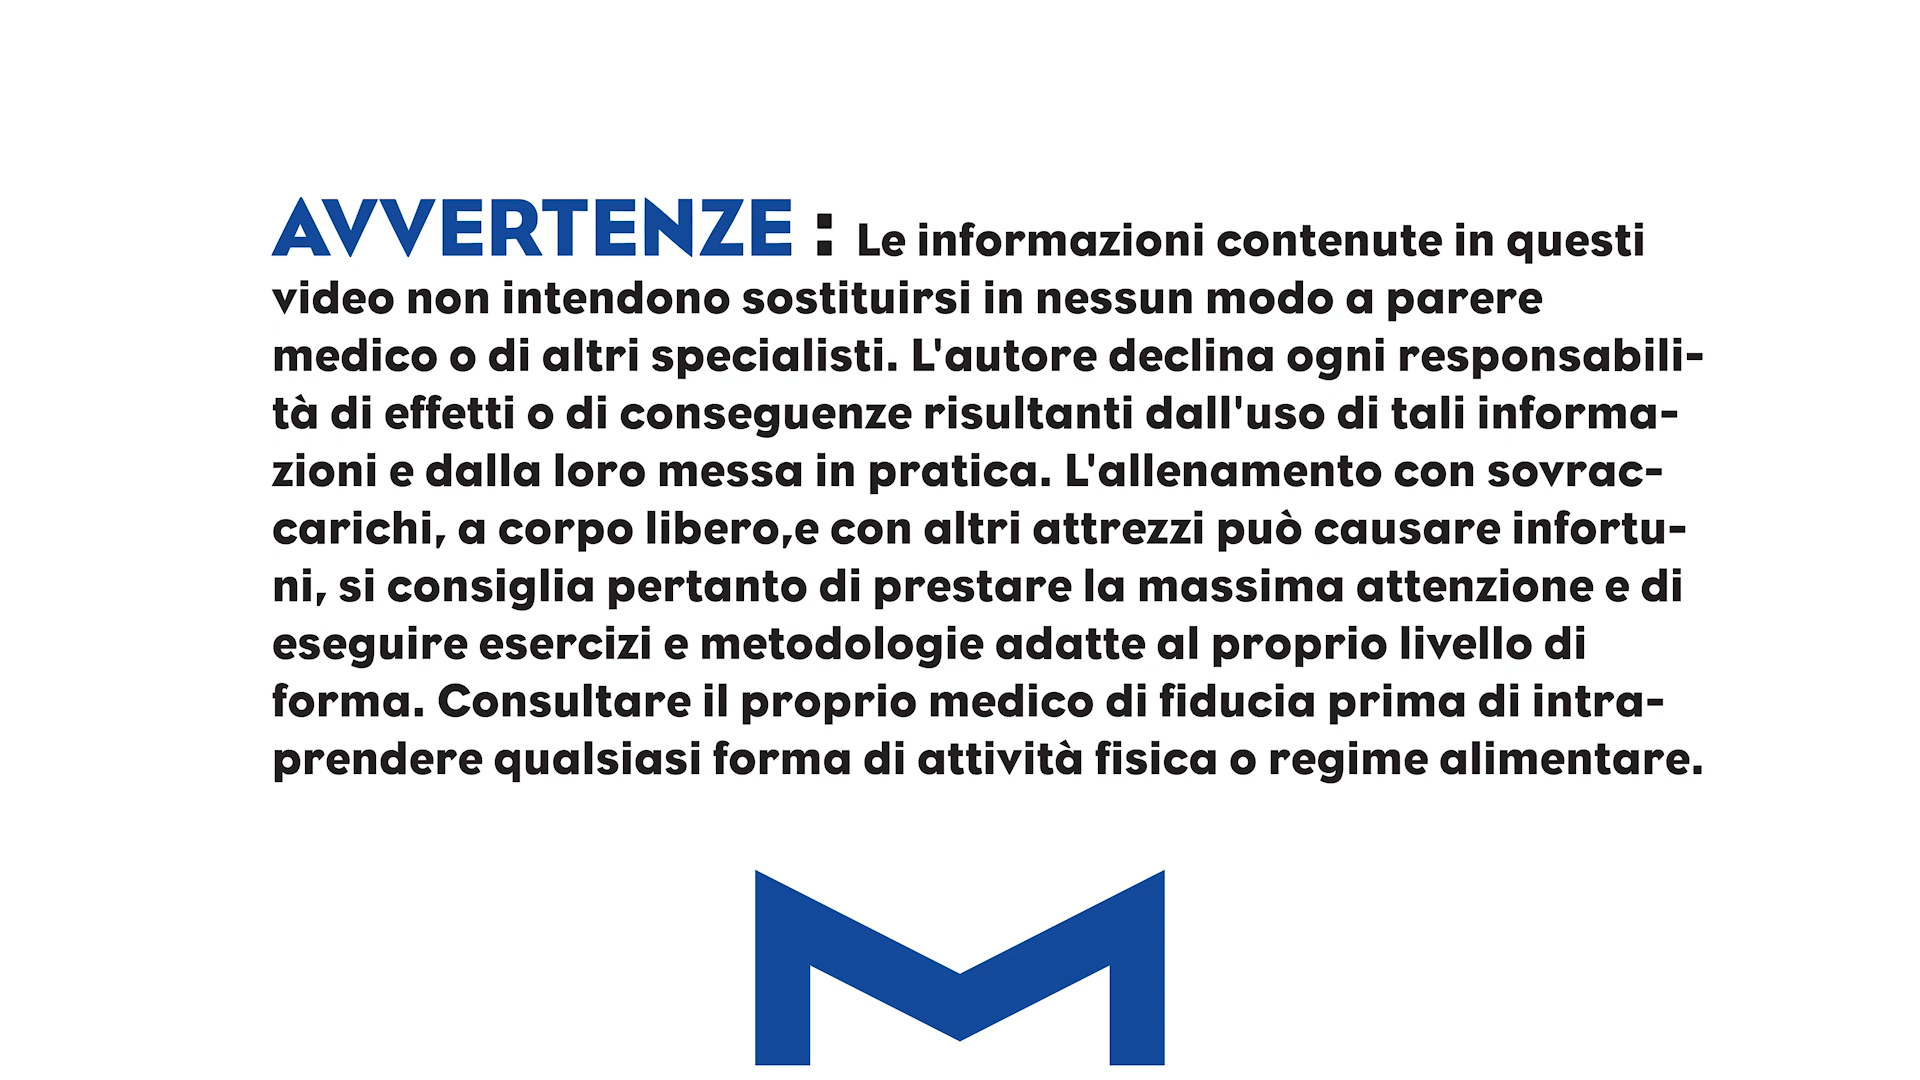 AVVERTENZE : Le informazioni contenute in questi
video non intendono sostituirsi in nessun modo a parere
medico o di altri specialisti. L'autore declina ogni responsabili-
tà di effetti o di conseguenze risultanti dall'uso di tali informa-
zioni e dalla loro messa in pratica. L'allenamento con sovrac-
carichi, a corpo libero,e con altri attrezzi può causare infortu-
ni, si consiglia pertanto di prestare la massima attenzione e di
eseguire esercizi e metodologie adatte al proprio livello di
forma. Consultare il proprio medico di fiducia prima di intra-
prendere qualsiasi forma di attività fisica o regime alimentare.
M